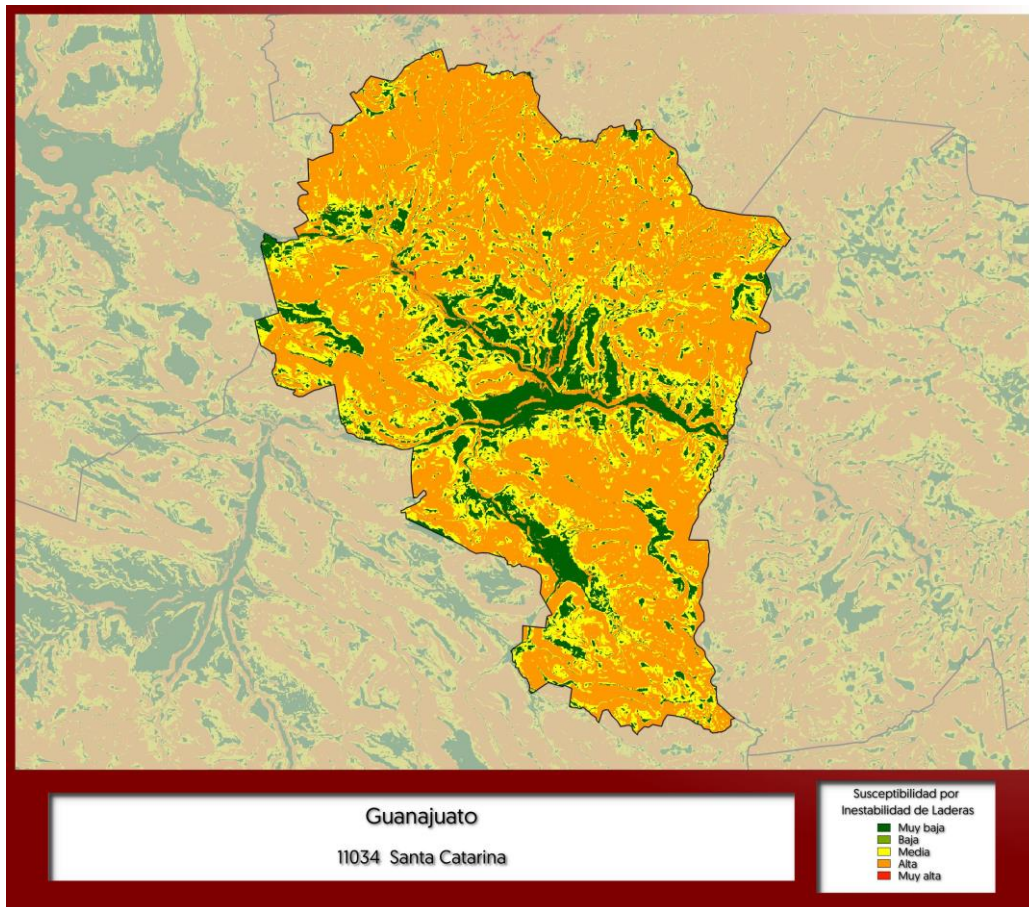 Guanajuato
11034 Santa Catarina
Susceptibilidad por
Inestabilidad de Laderas
Muy baja
Baja
Media
Alta
Muy alta